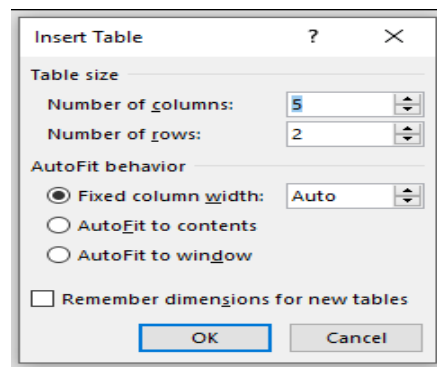 Insert Table ? ×
Table size
Number of columns: 5
Number of rows: 2
AutoFit behavior
Fixed column width: Auto
AutoFit to contents
AutoFit to window
Remember dimensions for new tables
OK Cancel